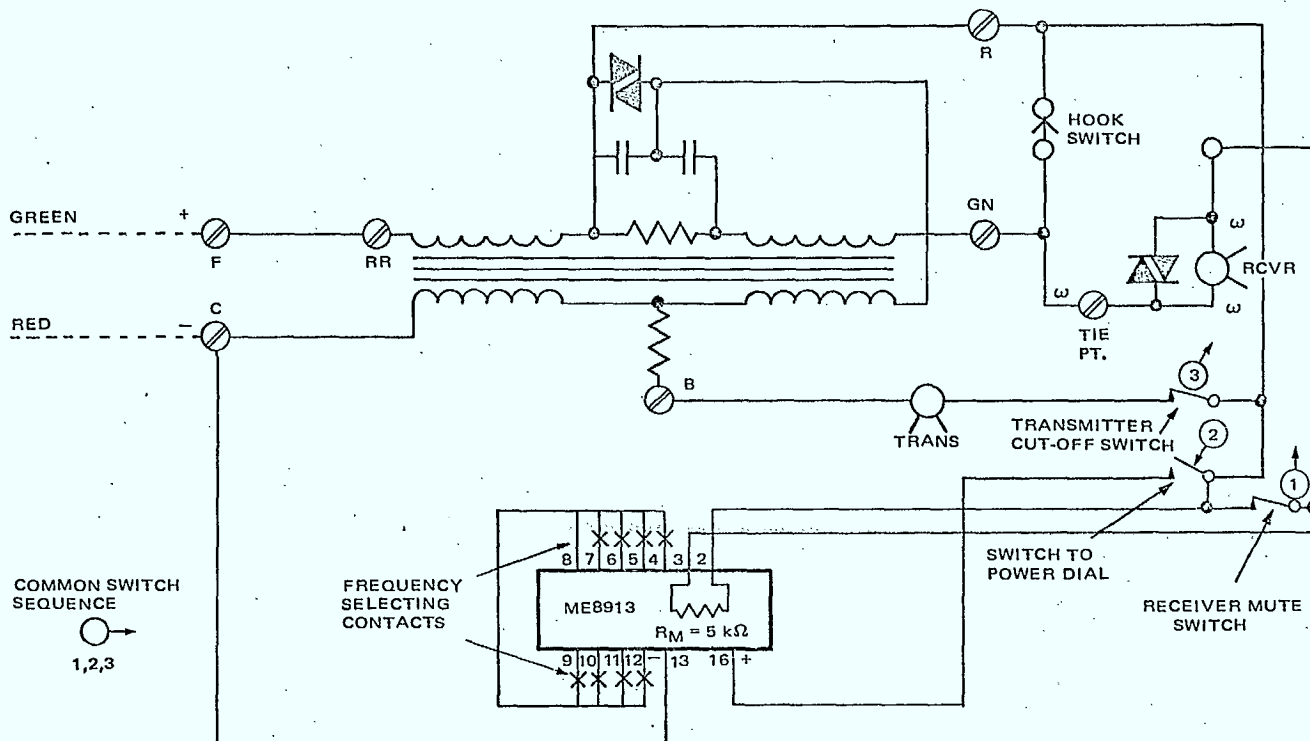 R
HOOK
SWITCH
GREEN
+
F
RR
GN
ω
RCVR
ω
ω
TIE
PT.
RED
−
C
B
TRANS
3
TRANSMITTER
CUT-OFF SWITCH
2
1
SWITCH TO
POWER DIAL
RECEIVER MUTE
SWITCH
COMMON SWITCH
SEQUENCE
1,2,3
FREQUENCY
SELECTING
CONTACTS
8 7 6 5 4 3 2
ME8913
R_M = 5 kΩ
9 10 11 12 − 13 16 +